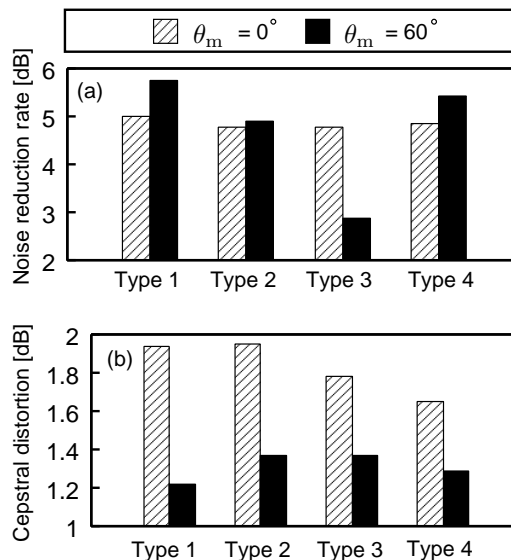 θm = 0° θm = 60°
Noise reduction rate [dB]
(a)
6
5
4
3
2
Type 1 Type 2 Type 3 Type 4
Cepstral distortion [dB]
(b)
2
1.8
1.6
1.4
1.2
1
Type 1 Type 2 Type 3 Type 4